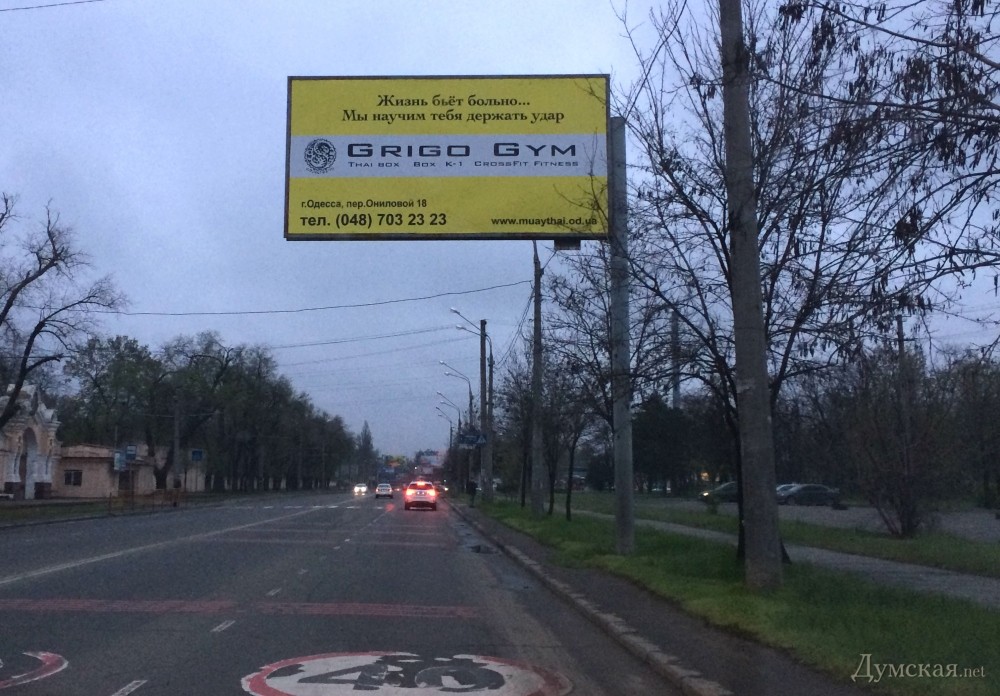 Жизнь бьёт больно...
Мы научим тебя держать удар
GRIGO GYM
THAI BOX BOX K-1 CROSSFIT FITNESS
г.Одесса, пер.Ониловой 18
тел. (048) 703 23 23
www.muaythai.od.ua
40
Думская.net